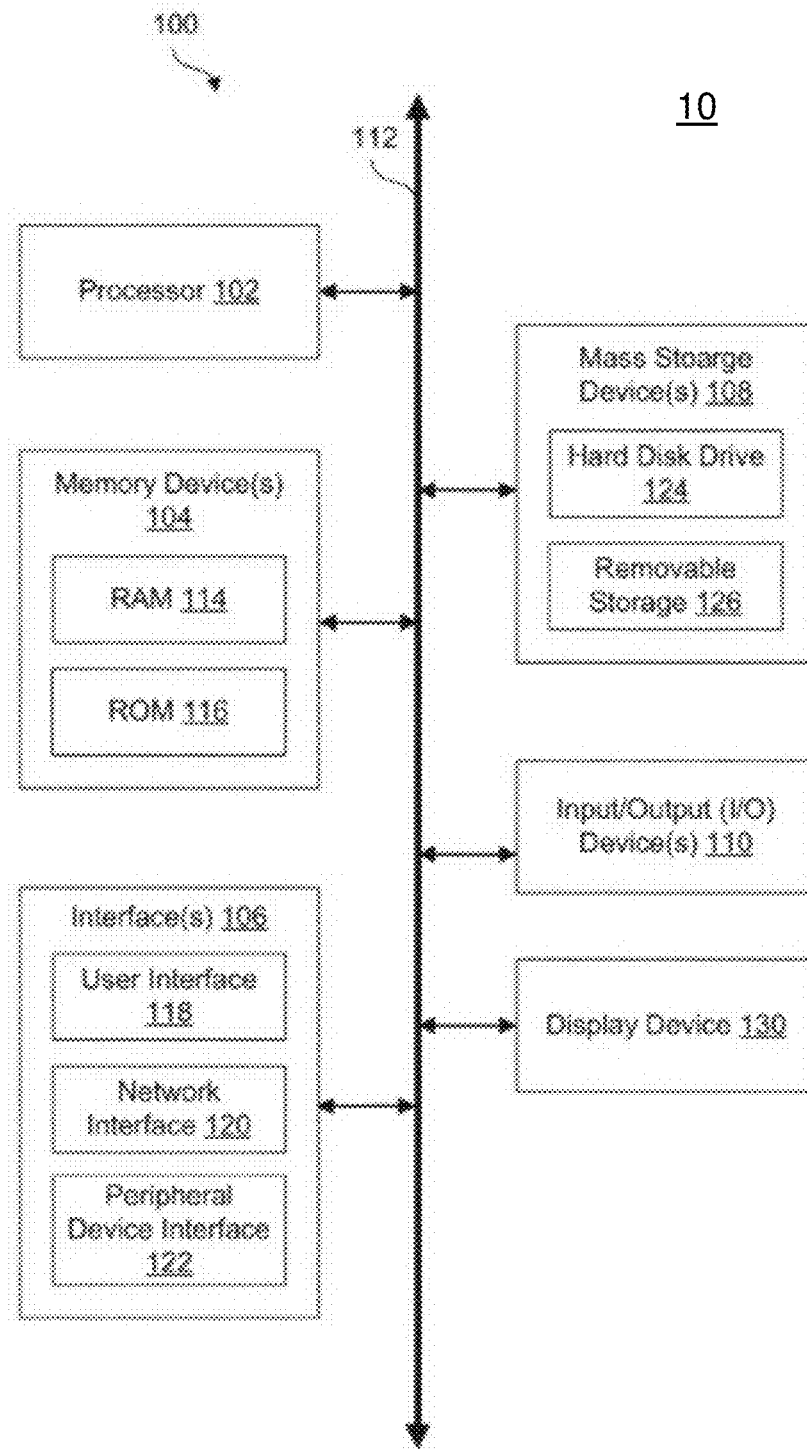 100
10
112
Processor 102
Mass Stoarge
Device(s) 108
Hard Disk Drive
124
Removable
Storage 126
Memory Device(s)
104
RAM 114
ROM 116
Input/Output (I/O)
Device(s) 110
Interface(s) 106
User Interface
118
Network
Interface 120
Peripheral
Device Interface
122
Display Device 130